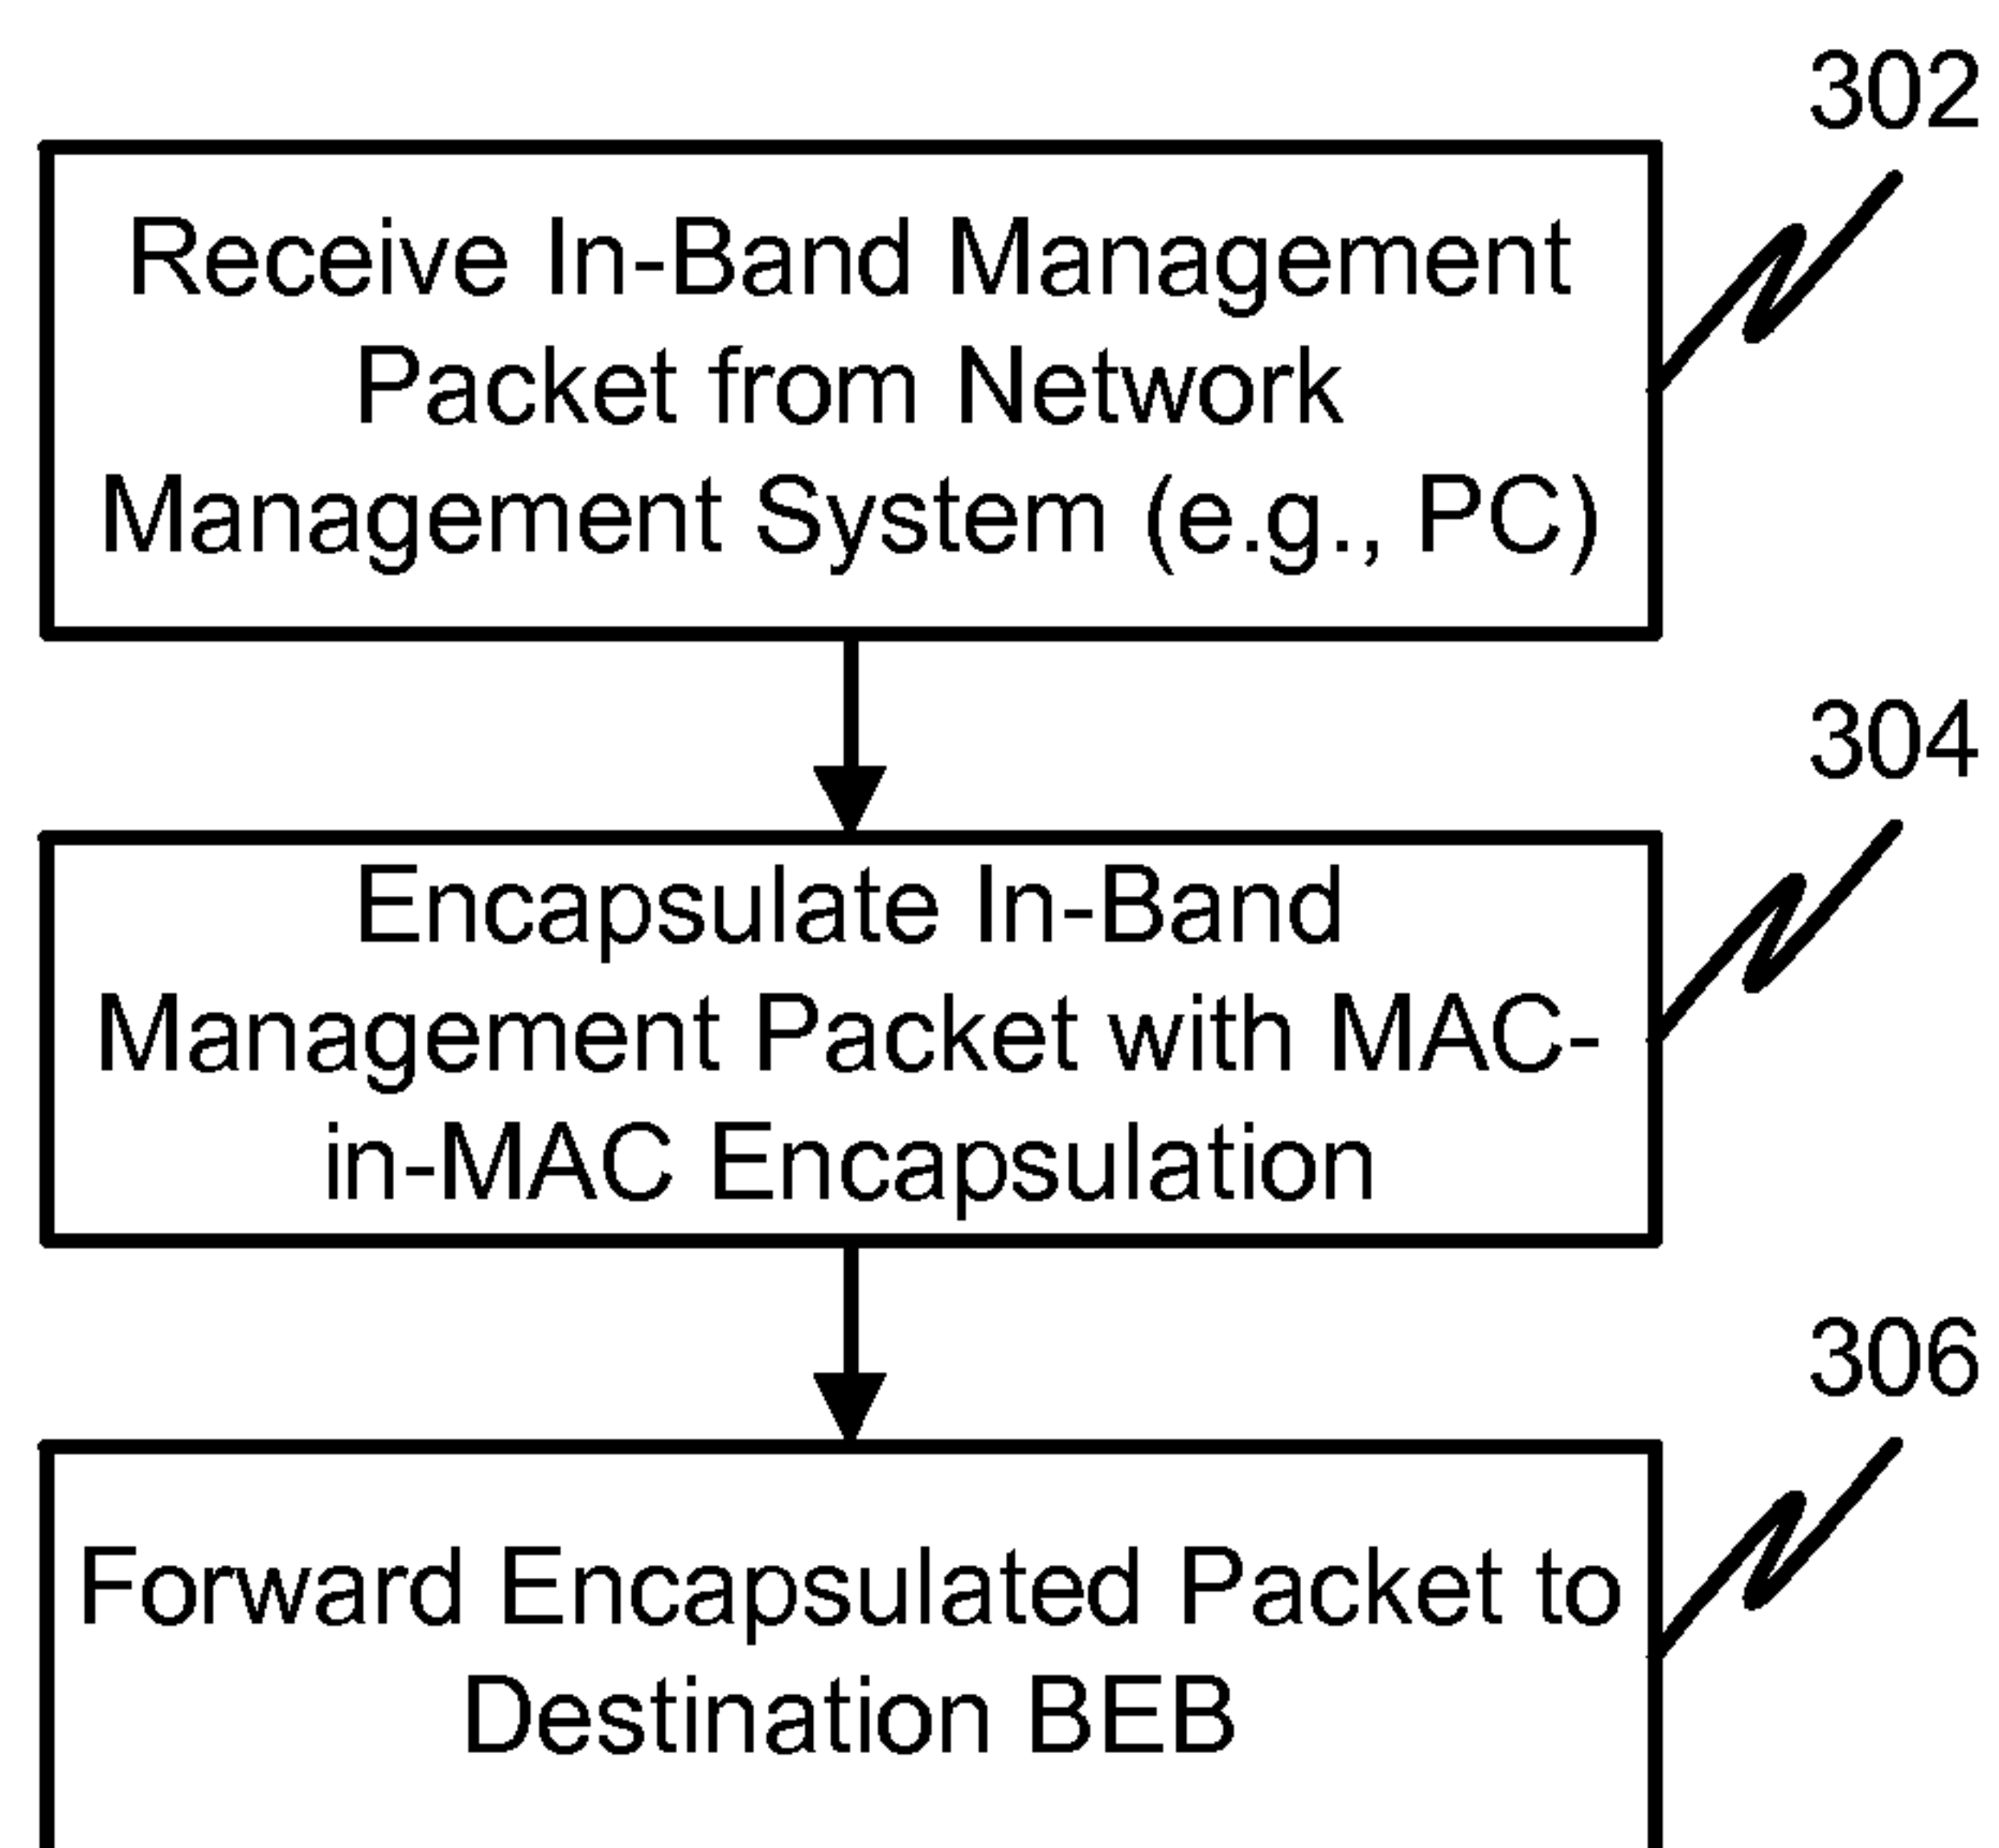 302
Receive In-Band Management
Packet from Network
Management System (e.g., PC)
304
Encapsulate In-Band
Management Packet with MAC-
in-MAC Encapsulation
306
Forward Encapsulated Packet to
Destination BEB